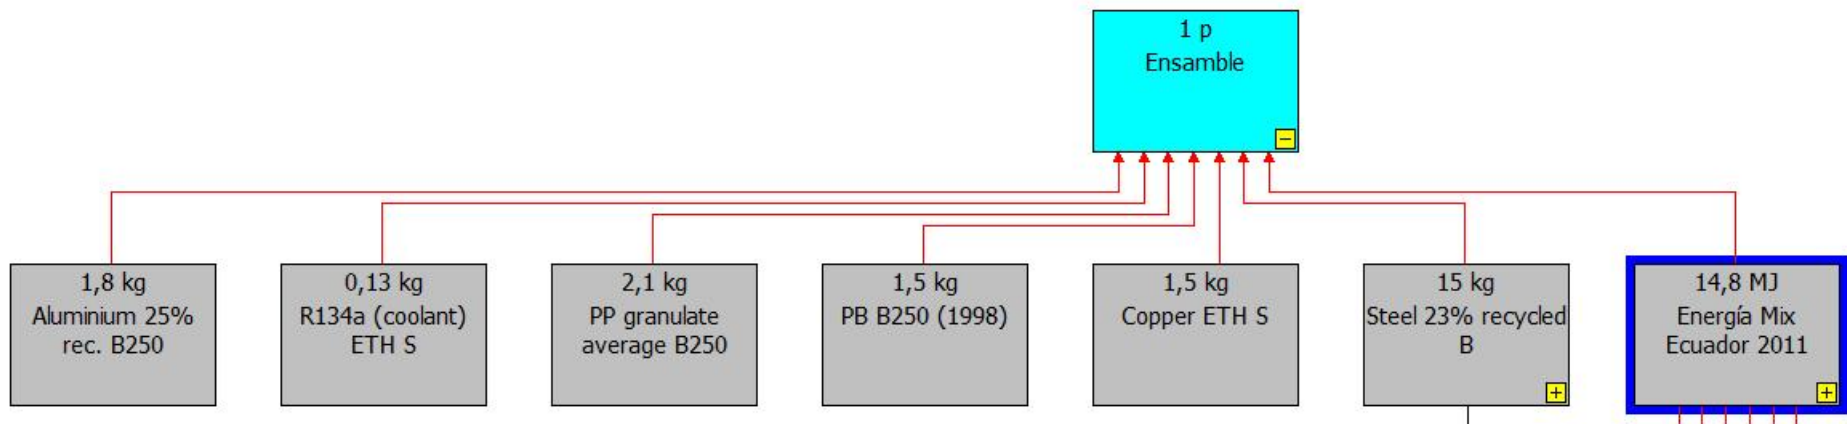 1 p
Ensamble
1,8 kg
Aluminium 25%
rec. B250
0,13 kg
R134a (coolant)
ETH S
2,1 kg
PP granulate
average B250
1,5 kg
PB B250 (1998)
1,5 kg
Copper ETH S
15 kg
Steel 23% recycled
B
14,8 MJ
Energía Mix
Ecuador 2011